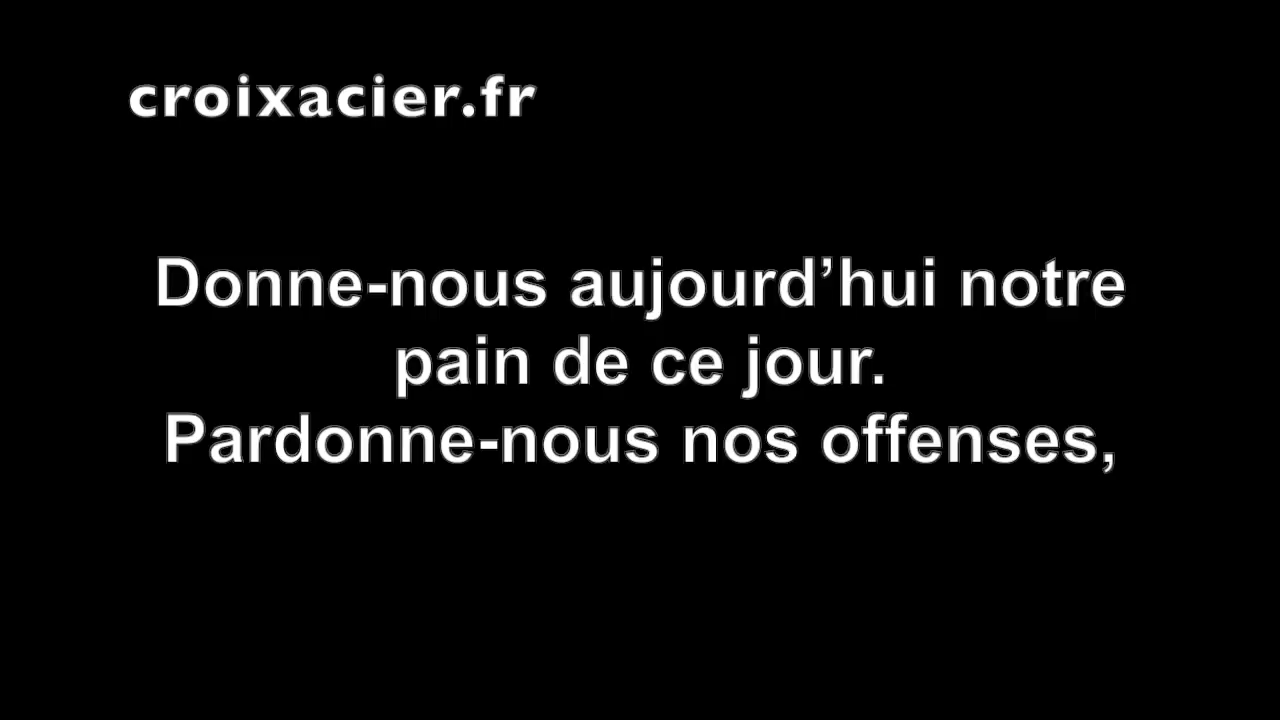 croixacier.fr
Donne-nous aujourd’hui notre
pain de ce jour.
Pardonne-nous nos offenses,